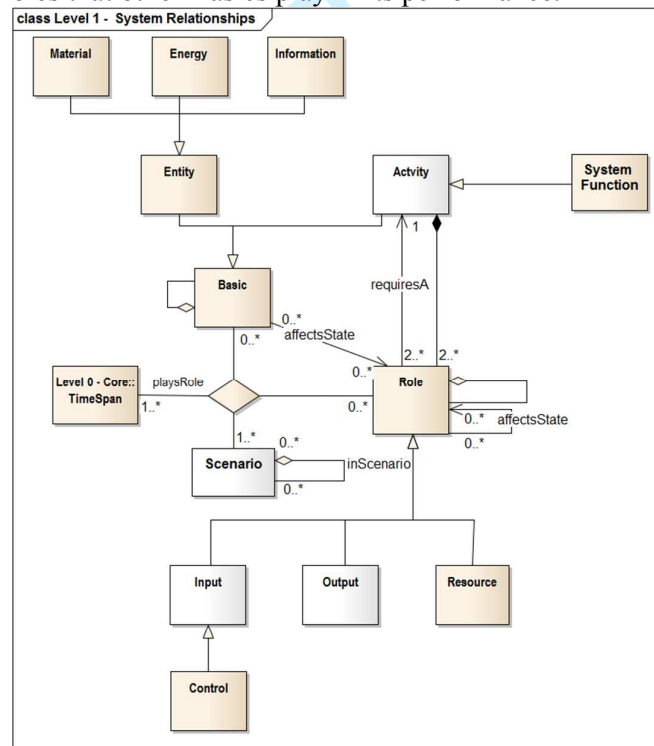 class Level 1 - System Relationships
Material
Energy
Information
Entity
Actvity
System
Function
1
requiresA
Basic
0..*
affectsState
0..*
0..*
2..*
2..*
Level 0 - Core::
TimeSpan
playsRole
1..*
Role
0..*
0..*
affectsState
0..*
1..*
Scenario
0..*
inScenario
0..*
Input
Output
Resource
Control